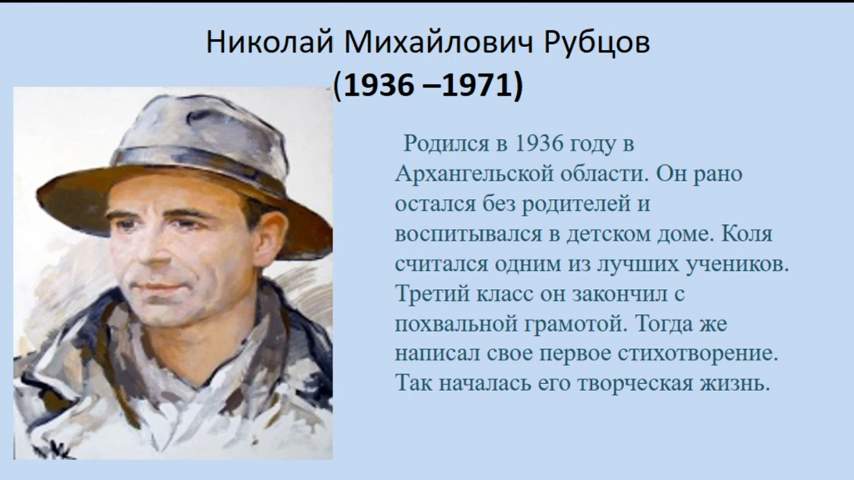 Николай Михайлович Рубцов
(1936 –1971)
Родился в 1936 году в
Архангельской области. Он рано
остался без родителей и
воспитывался в детском доме. Коля
считался одним из лучших учеников.
Третий класс он закончил с
похвальной грамотой. Тогда же
написал свое первое стихотворение.
Так началась его творческая жизнь.